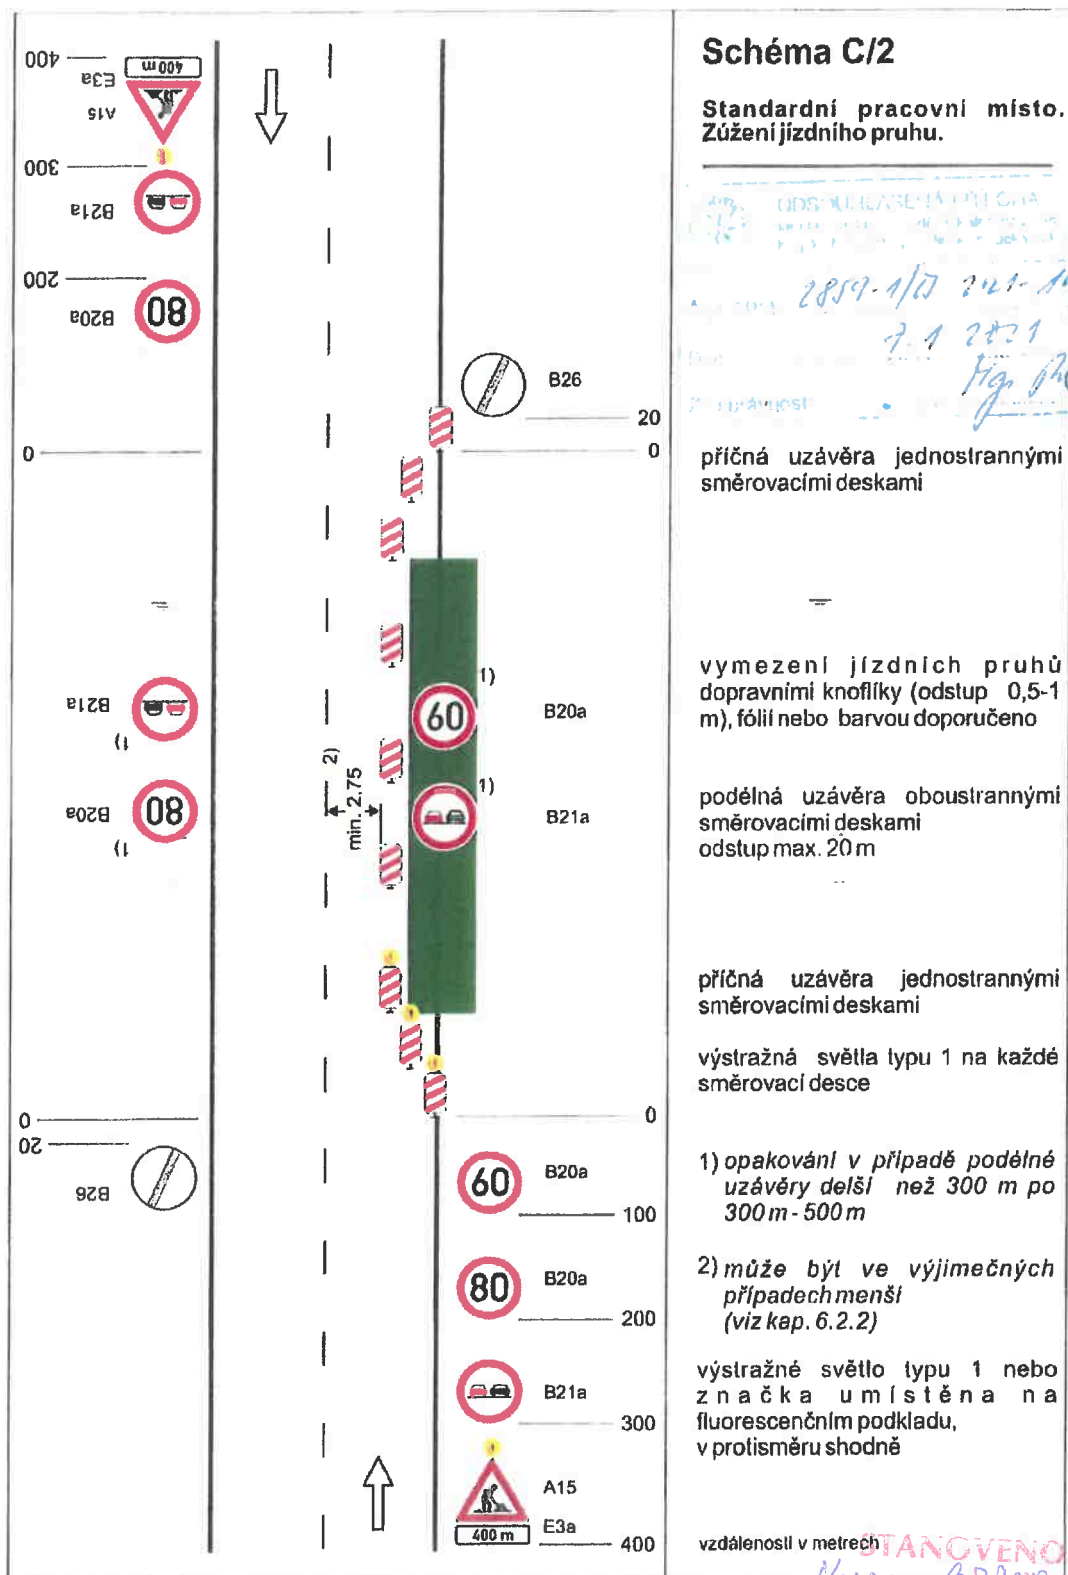 Schéma C/2
Standardní pracovní místo.
Zúžení jízdního pruhu.
400
E3a
400 m
A15
300
B21a
200
B20a
80
0
B26
20
0
příčná uzávěra jednostrannými
směrovacími deskami
vymezení jízdních pruhů
dopravními knoflíky (odstup 0,5-1
m), fólií nebo barvou doporučeno
B21a
1)
B20a
80
1)
2)
min. 2,75
1)
60
B20a
1)
B21a
podélná uzávěra oboustrannými
směrovacími deskami
odstup max. 20 m
příčná uzávěra jednostrannými
směrovacími deskami
výstražná světla typu 1 na každé
směrovací desce
0
20
B26
0
60
B20a
100
80
B20a
200
B21a
300
A15
400 m
E3a
400
1) opakování v případě podélné
uzávěry delší než 300 m po
300 m - 500 m
2) může být ve výjimečných
případech menší
(viz kap. 6.2.2)
výstražné světlo typu 1 nebo
značka umístěna na
fluorescenčním podkladu,
v protisměru shodně
vzdálenosti v metrech
STANOVENO